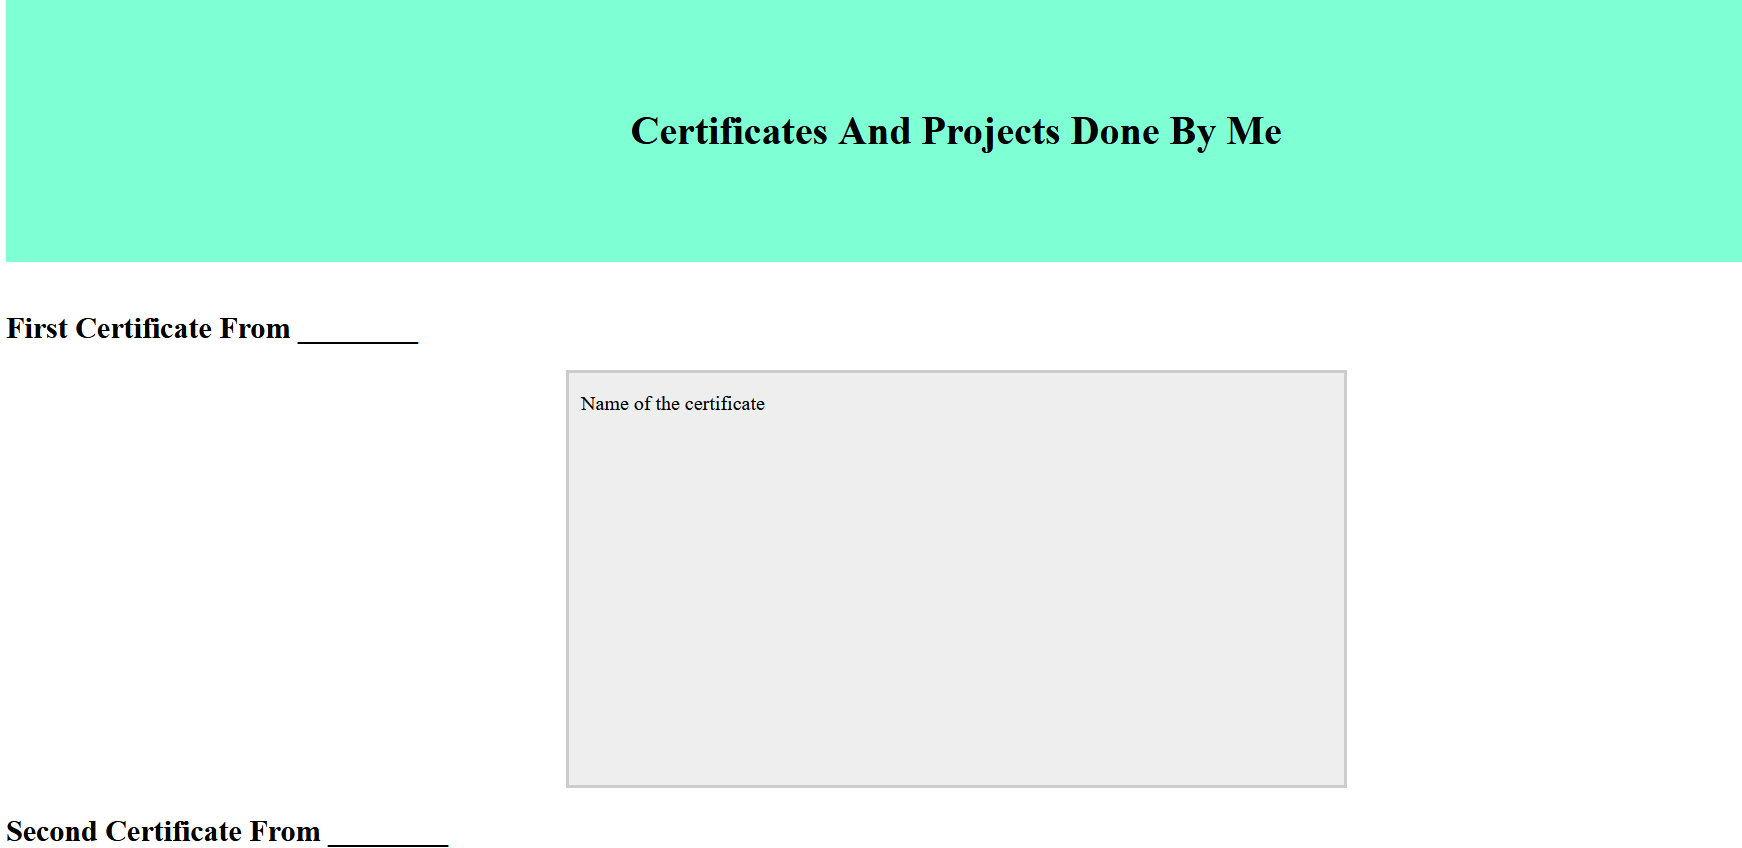 Certificates And Projects Done By Me
First Certificate From ________
Name of the certificate
Second Certificate From ________